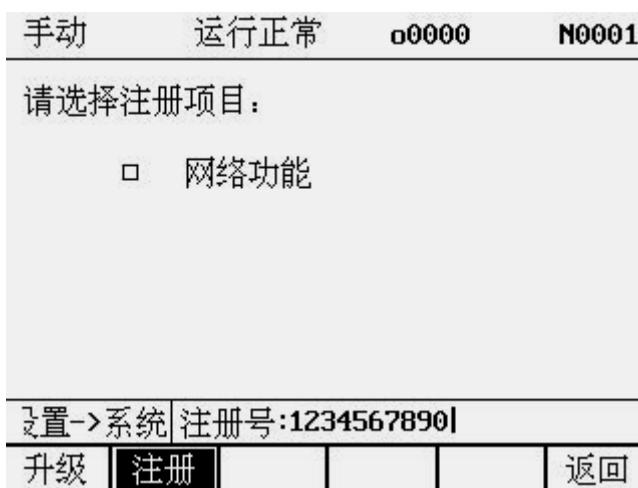 手动 运行正常 o0000 N0001
请选择注册项目：
网络功能
设置->系统 注册号:1234567890
升级 注册 返回